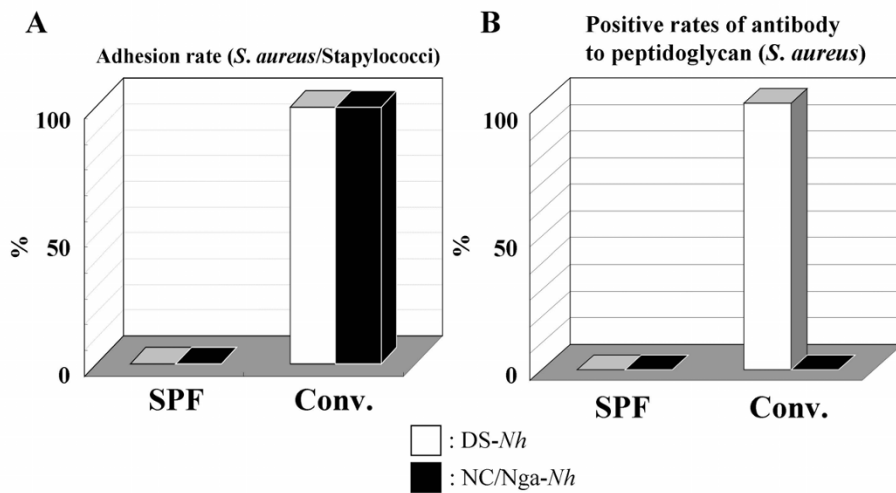 A
Adhesion rate (S. aureus/Stapylococci)
100
50
0
%
SPF
Conv.
B
Positive rates of antibody
to peptidoglycan (S. aureus)
100
50
0
%
SPF
Conv.
: DS-Nh
: NC/Nga-Nh